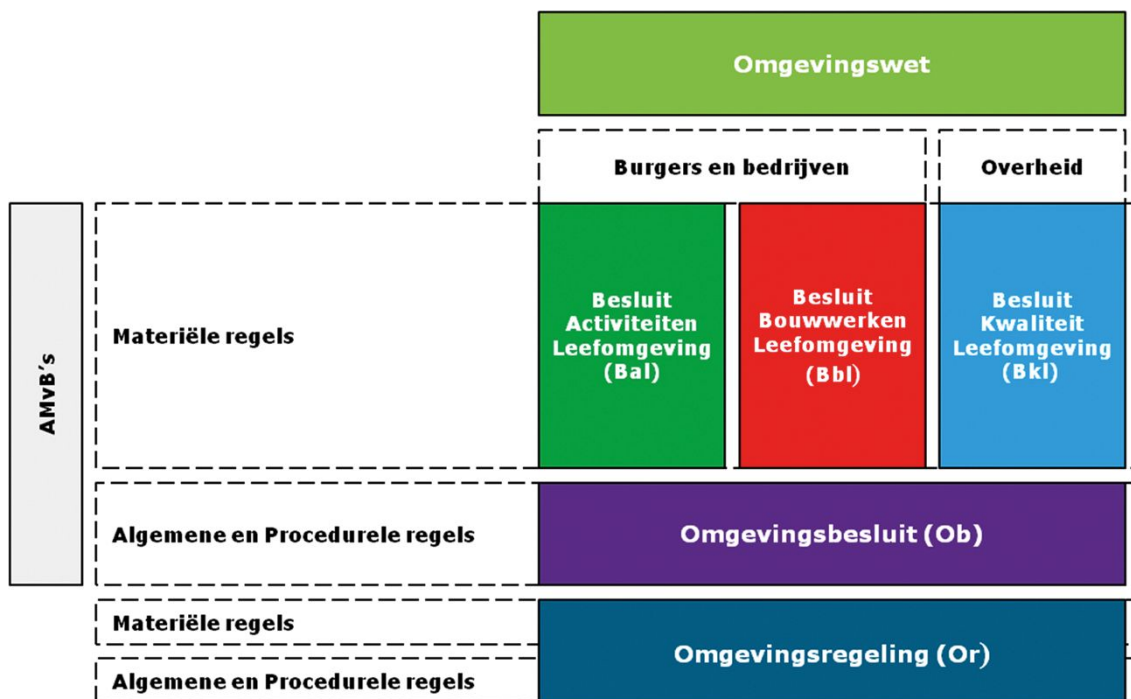 Omgevingswet
Burgers en bedrijven
Overheid
AMvB's
Materiële regels
Besluit
Activiteiten
Leefomgeving
(Bal)
Besluit
Bouwwerken
Leefomgeving
(Bbl)
Besluit
Kwaliteit
Leefomgeving
(Bkl)
Algemene en Procedurele regels
Omgevingsbesluit (Ob)
Materiële regels
Omgevingsregeling (Or)
Algemene en Procedurele regels